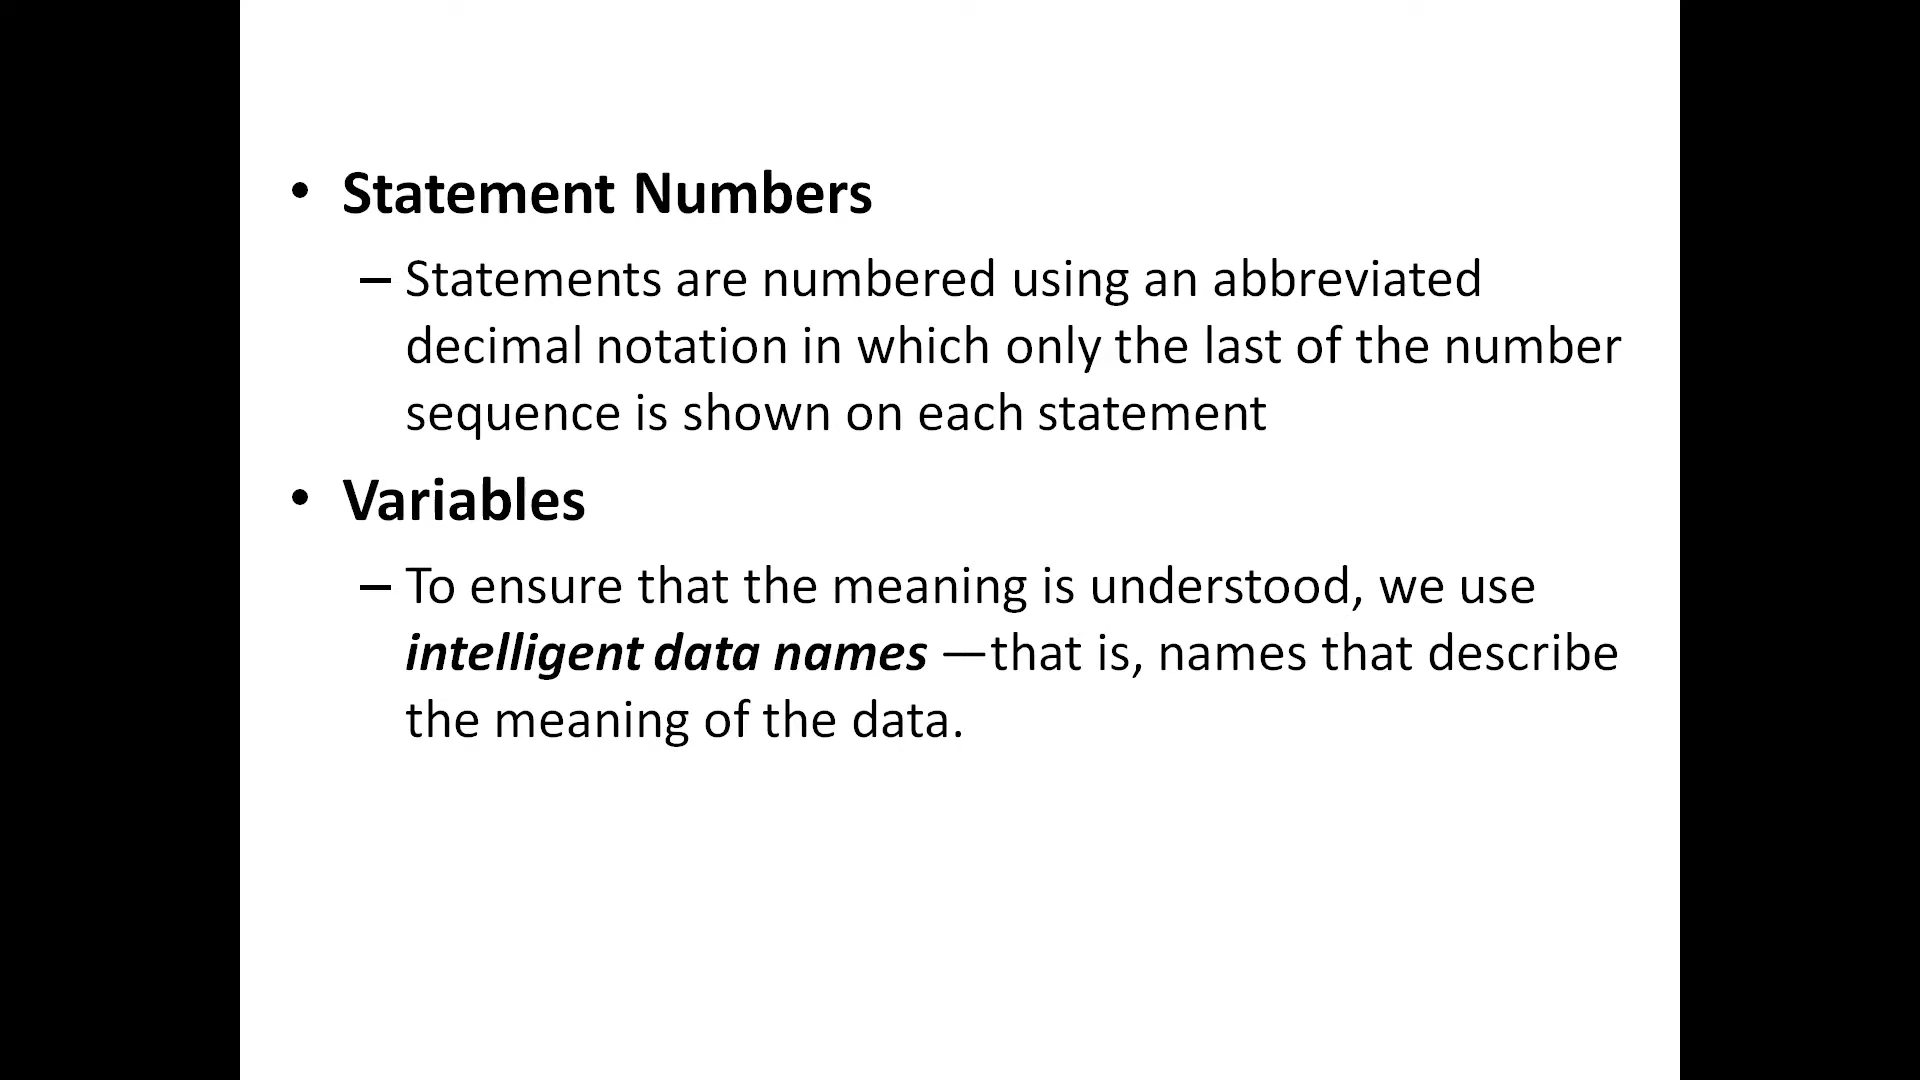 • Statement Numbers
– Statements are numbered using an abbreviated
decimal notation in which only the last of the number
sequence is shown on each statement
• Variables
– To ensure that the meaning is understood, we use
intelligent data names —that is, names that describe
the meaning of the data.